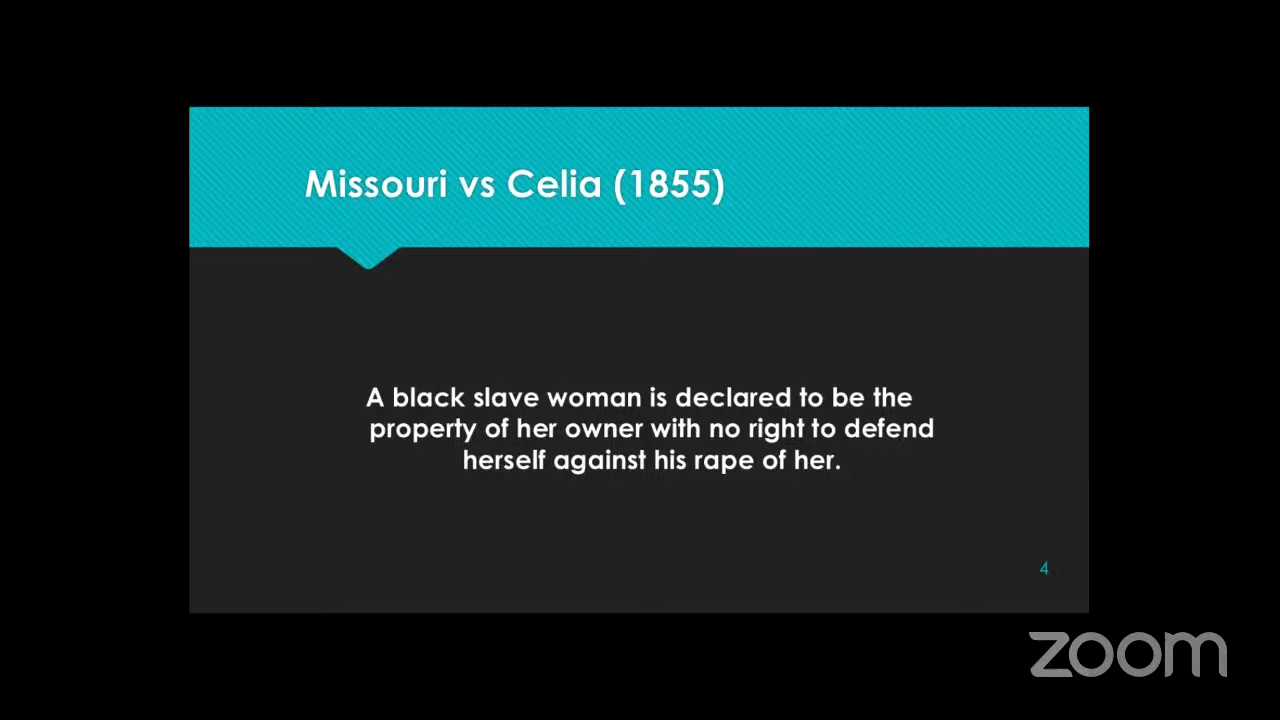 Missouri vs Celia (1855)
A black slave woman is declared to be the
property of her owner with no right to defend
herself against his rape of her.
4
zoom